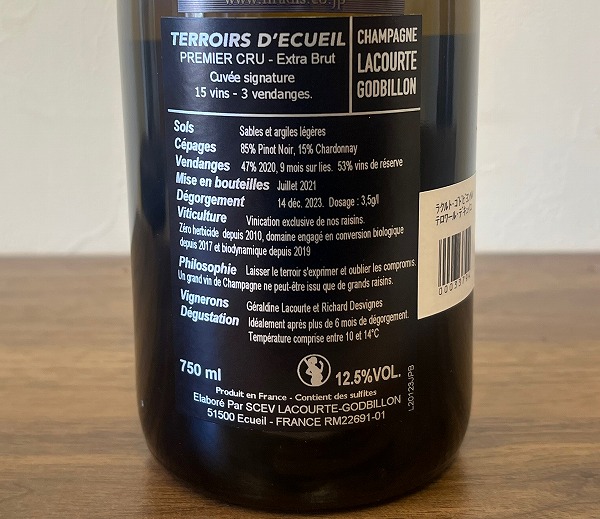 www.firadis.co.jp
TERROIRS D'ECUEIL
PREMIER CRU - Extra Brut
Cuvée signature
15 vins - 3 vendanges.
CHAMPAGNE
LACOURTE
GODBILLON
Sols Sables et argiles légères
Cépages 85% Pinot Noir, 15% Chardonnay
Vendanges 47% 2020, 9 mois sur lies. 53% vins de réserve
Mise en bouteilles Juillet 2021
Dégorgement 14 déc. 2023. Dosage : 3,5g/l
Viticulture Vinication exclusive de nos raisins.
Zéro herbicide depuis 2010, domaine engagé en conversion biologique
depuis 2017 et biodynamique depuis 2019
Philosophie Laisser le terroir s'exprimer et oublier les compromis.
Un grand vin de Champagne ne peut-être issu que de grands raisins.
Vignerons Géraldine Lacourte et Richard Desvignes
Dégustation Idéalement après plus de 6 mois de dégorgement.
Température comprise entre 10 et 14°C
750 ml
12.5%VOL.
Produit en France - Contient des sulfites
Elaboré Par SCEV LACOURTE-GODBILLON
51500 Ecueil - FRANCE RM22691-01
L20123JPB